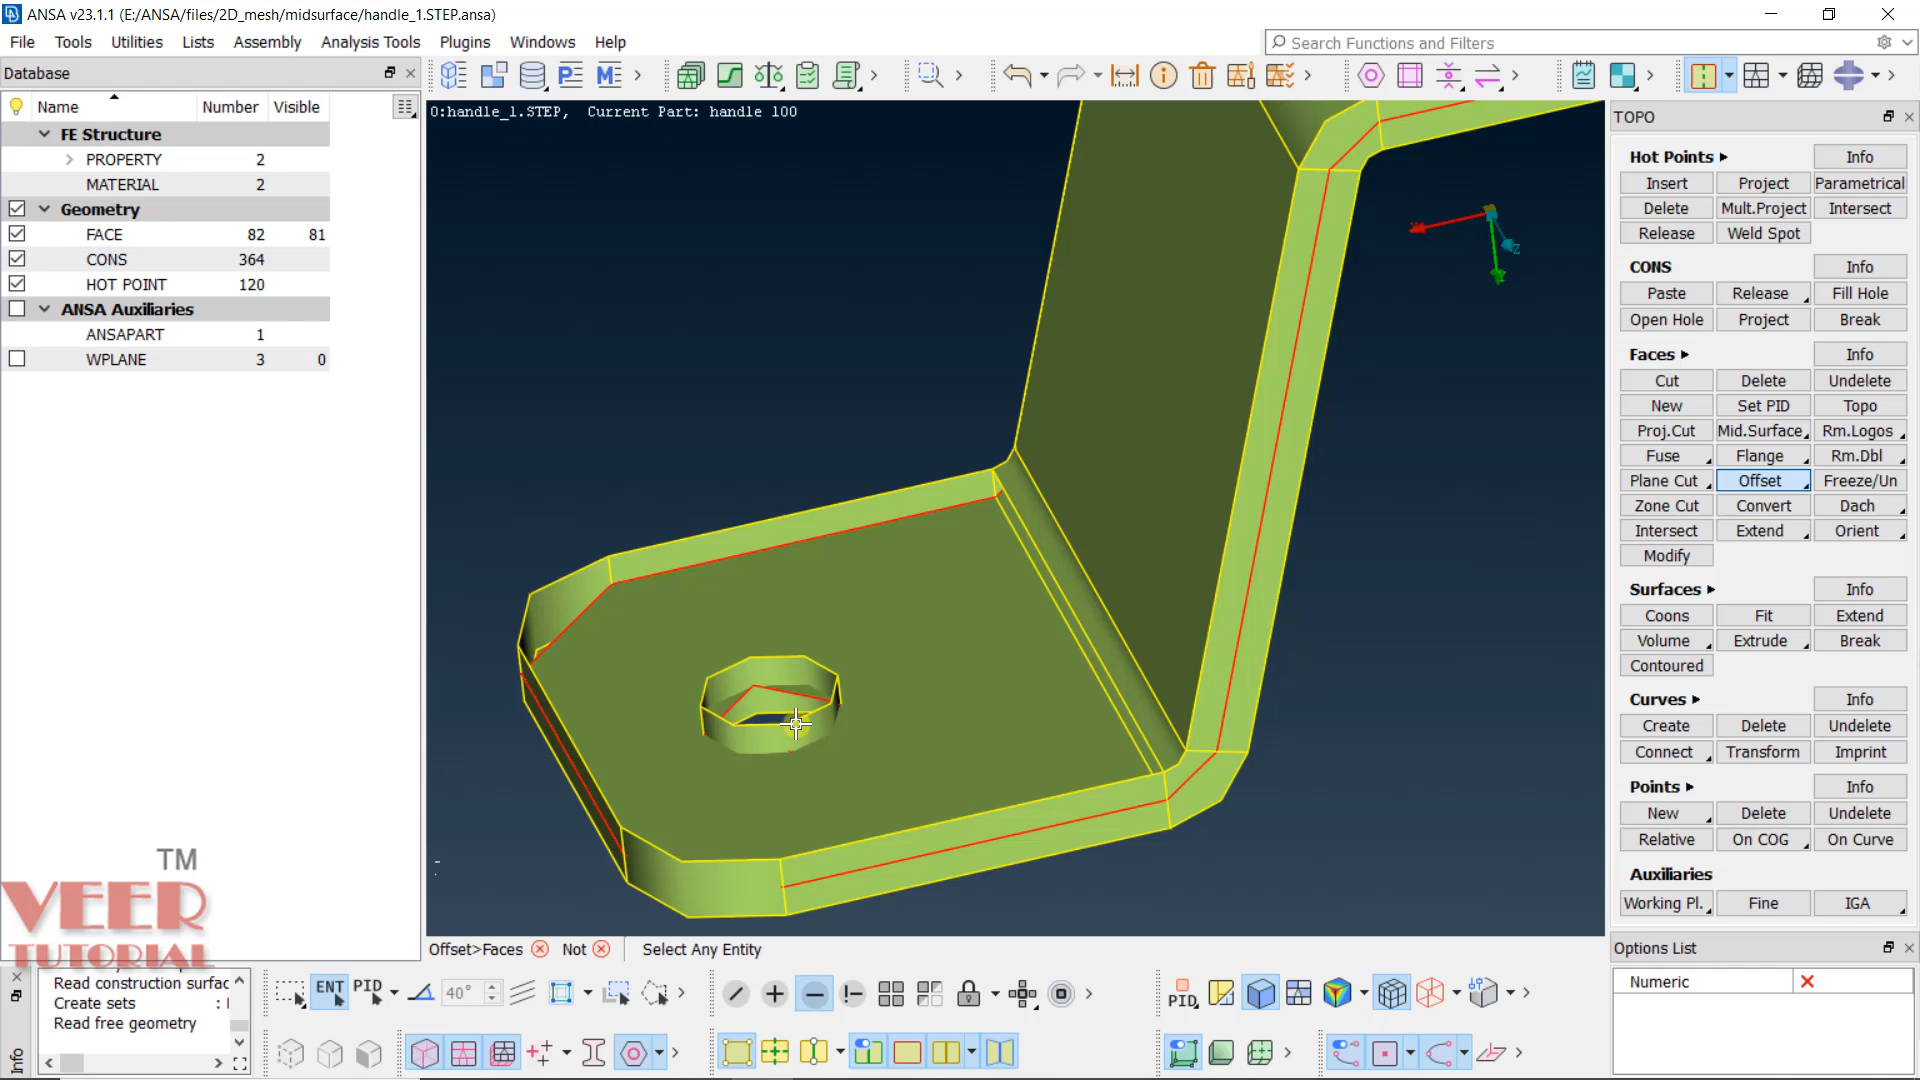 ANSA v23.1.1 (E:/ANSA/files/2D_mesh/midsurface/handle_1.STEP.ansa)
File Tools Utilities Lists Assembly Analysis Tools Plugins Windows Help
Search Functions and Filters
Database
Name Number Visible
FE Structure
PROPERTY 2
MATERIAL 2
Geometry
FACE 82 81
CONS 364
HOT POINT 120
ANSA Auxiliaries
ANSAPART 1
WPLANE 3 0
0:handle_1.STEP, Current Part: handle 100
Z
TOPO
Hot Points Info
Insert Project Parametrical
Delete Mult.Project Intersect
Release Weld Spot
CONS Info
Paste Release Fill Hole
Open Hole Project Break
Faces Info
Cut Delete Undelete
New Set PID Topo
Proj.Cut Mid.Surface Rm.Logos
Fuse Flange Rm.Dbl
Plane Cut Offset Freeze/Un
Zone Cut Convert Dach
Intersect Extend Orient
Modify
Surfaces Info
Coons Fit Extend
Volume Extrude Break
Contoured
Curves Info
Create Delete Undelete
Connect Transform Imprint
Points Info
New Delete Undelete
Relative On COG On Curve
Auxiliaries
Working Pl. Fine IGA
Options List
Numeric
TM
VEER
TUTORIAL
Offset>Faces Not Select Any Entity
Info
Read construction surfac
Create sets :
Read free geometry
ENT PID 40°
PID